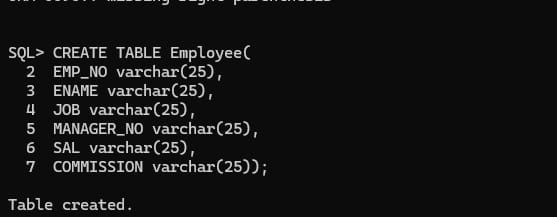 SQL> CREATE TABLE Employee(
2 EMP_NO varchar(25),
3 ENAME varchar(25),
4 JOB varchar(25),
5 MANAGER_NO varchar(25),
6 SAL varchar(25),
7 COMMISSION varchar(25));
Table created.